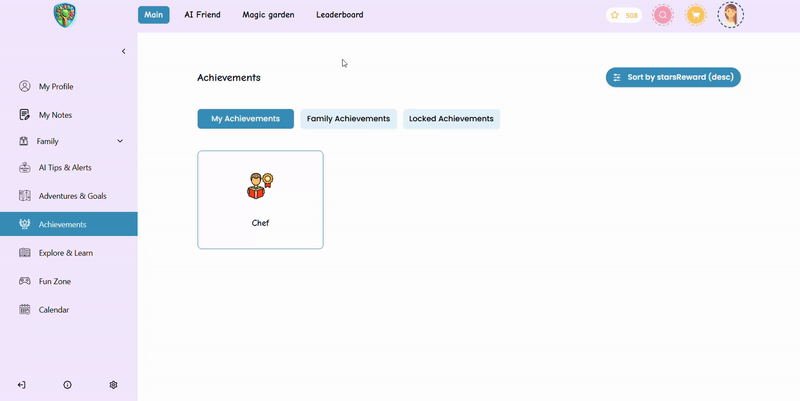 Main AI Friend Magic garden Leaderboard
508
My Profile
My Notes
Family
AI Tips & Alerts
Adventures & Goals
Achievements
Explore & Learn
Fun Zone
Calendar
Achievements
Sort by starsReward (desc)
My Achievements Family Achievements Locked Achievements
Chef